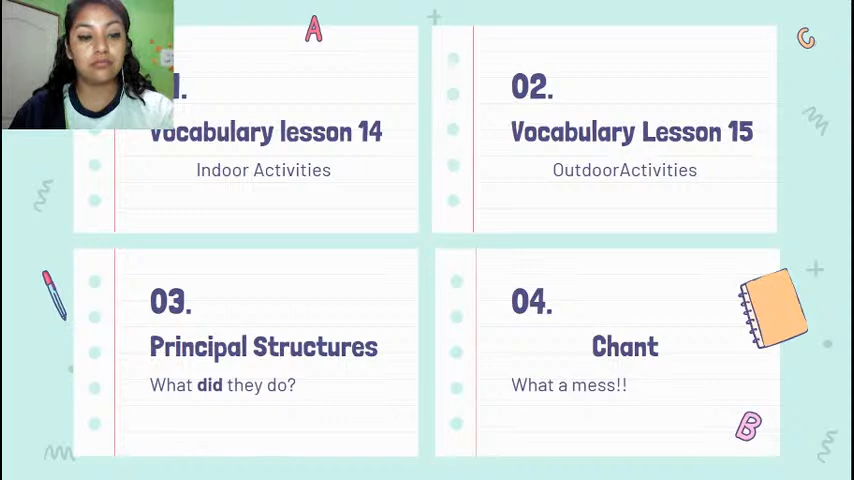 A
C
1.
Vocabulary lesson 14
Indoor Activities
02.
Vocabulary Lesson 15
OutdoorActivities
03.
Principal Structures
What did they do?
04.
Chant
What a mess!!
B